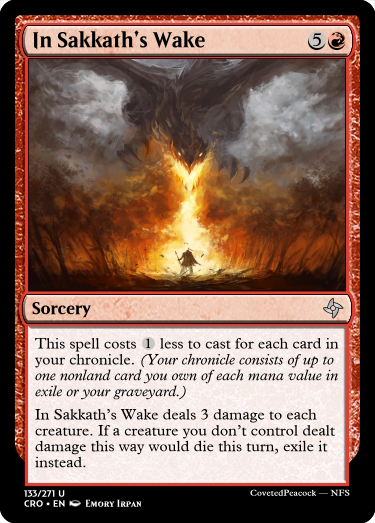 In Sakkath's Wake 5
Sorcery
This spell costs 1 less to cast for each card in
your chronicle. (Your chronicle consists of up to
one nonland card you own of each mana value in
exile or your graveyard.)
In Sakkath's Wake deals 3 damage to each
creature. If a creature you don't control dealt
damage this way would die this turn, exile it
instead.
133/271 U
CRO • EN Emory Irpan CovetedPeacock — NFS